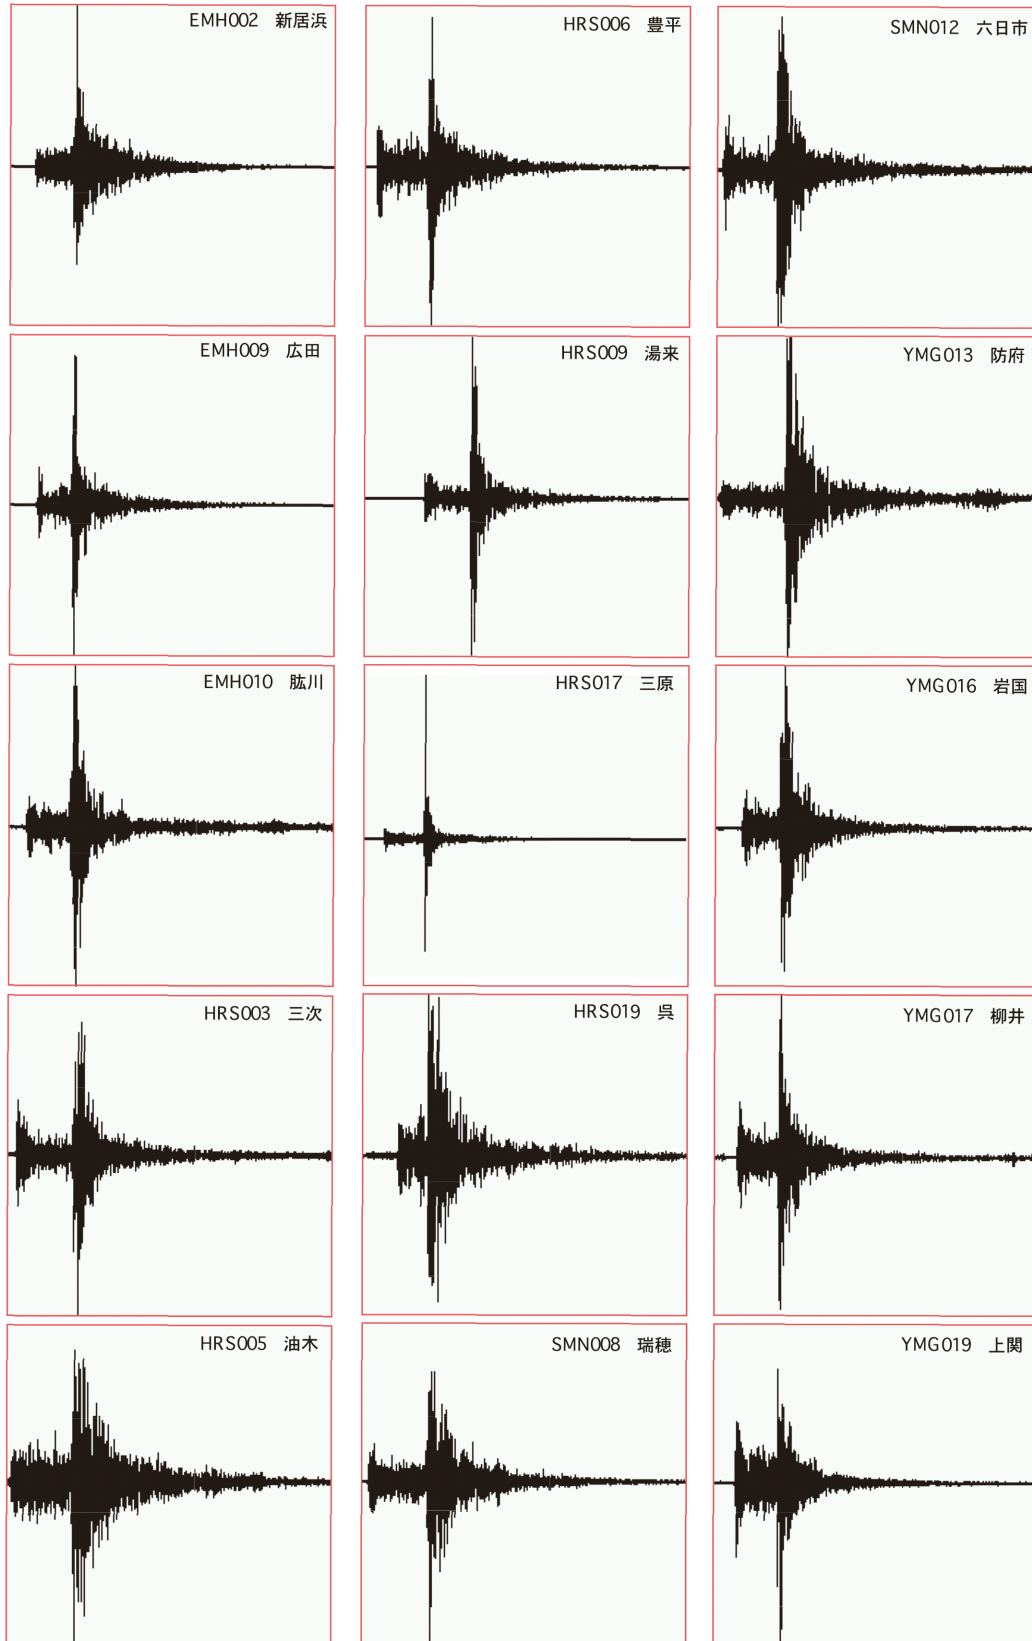 EMH002 新居浜
HRS006 豊平
SMN012 六日市
EMH009 広田
HRS009 湯来
YMG013 防府
EMH010 肱川
HRS017 三原
YMG016 岩国
HRS003 三次
HRS019 呉
YMG017 柳井
HRS005 油木
SMN008 瑞穂
YMG019 上関